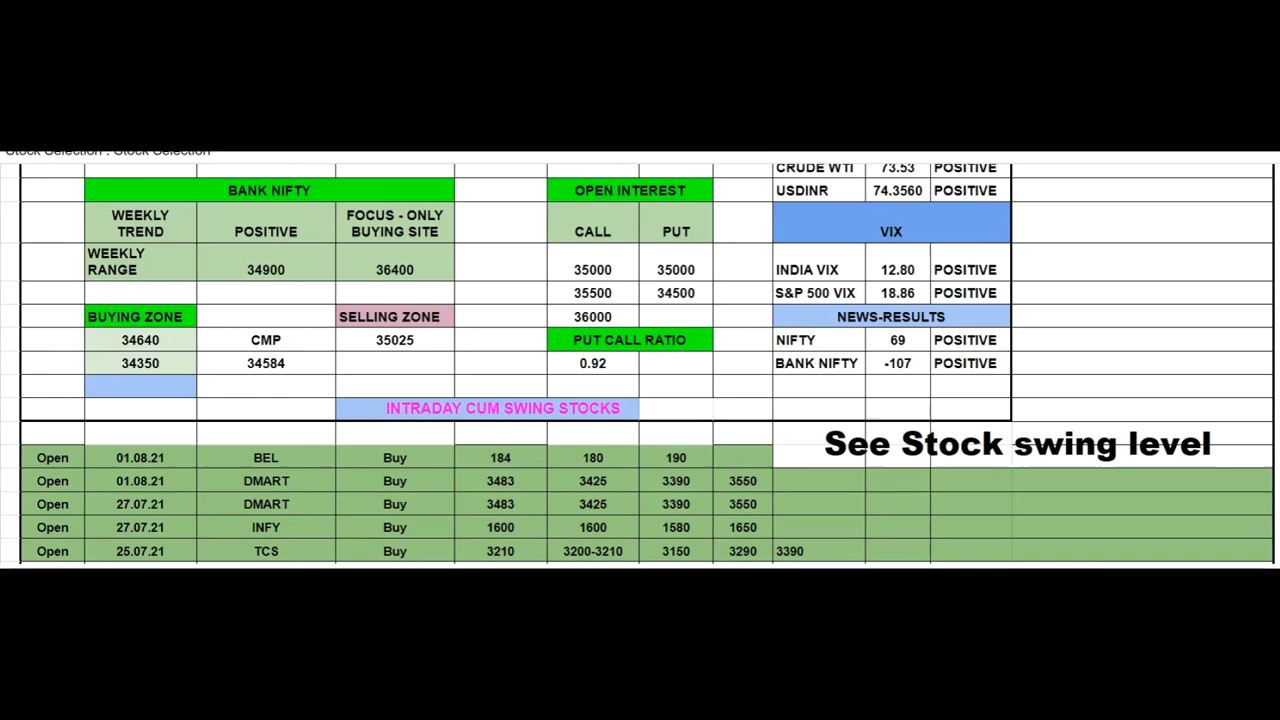 Stock Selection : Stock Selection
CRUDE WTI 73.53 POSITIVE
BANK NIFTY OPEN INTEREST USDINR 74.3560 POSITIVE
WEEKLY TREND POSITIVE FOCUS - ONLY BUYING SITE CALL PUT VIX
WEEKLY RANGE 34900 36400 35000 35000 INDIA VIX 12.80 POSITIVE
35500 34500 S&P 500 VIX 18.86 POSITIVE
BUYING ZONE SELLING ZONE 36000 NEWS-RESULTS
34640 CMP 35025 PUT CALL RATIO NIFTY 69 POSITIVE
34350 34584 0.92 BANK NIFTY -107 POSITIVE
INTRADAY CUM SWING STOCKS
See Stock swing level
Open 01.08.21 BEL Buy 184 180 190
Open 01.08.21 DMART Buy 3483 3425 3390 3550
Open 27.07.21 DMART Buy 3483 3425 3390 3550
Open 27.07.21 INFY Buy 1600 1600 1580 1650
Open 25.07.21 TCS Buy 3210 3200-3210 3150 3290 3390